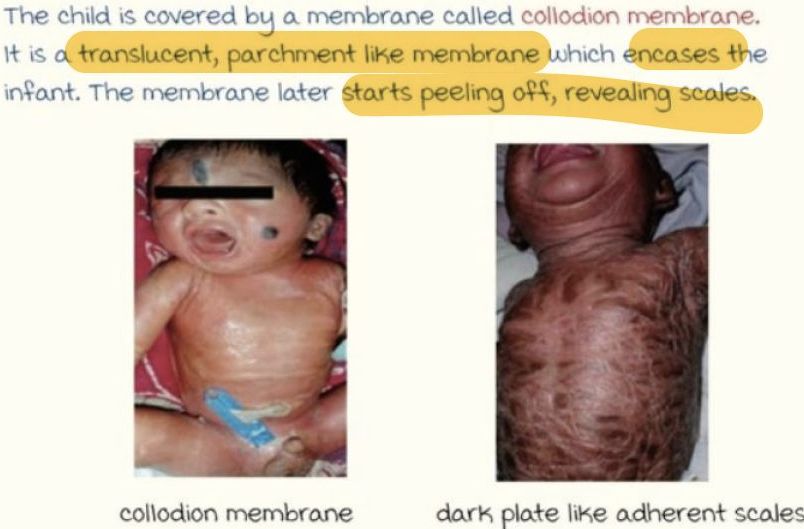 The child is covered by a membrane called collodion membrane.
It is a translucent, parchment like membrane which encases the
infant. The membrane later starts peeling off, revealing scales.
collodion membrane
dark plate like adherent scales